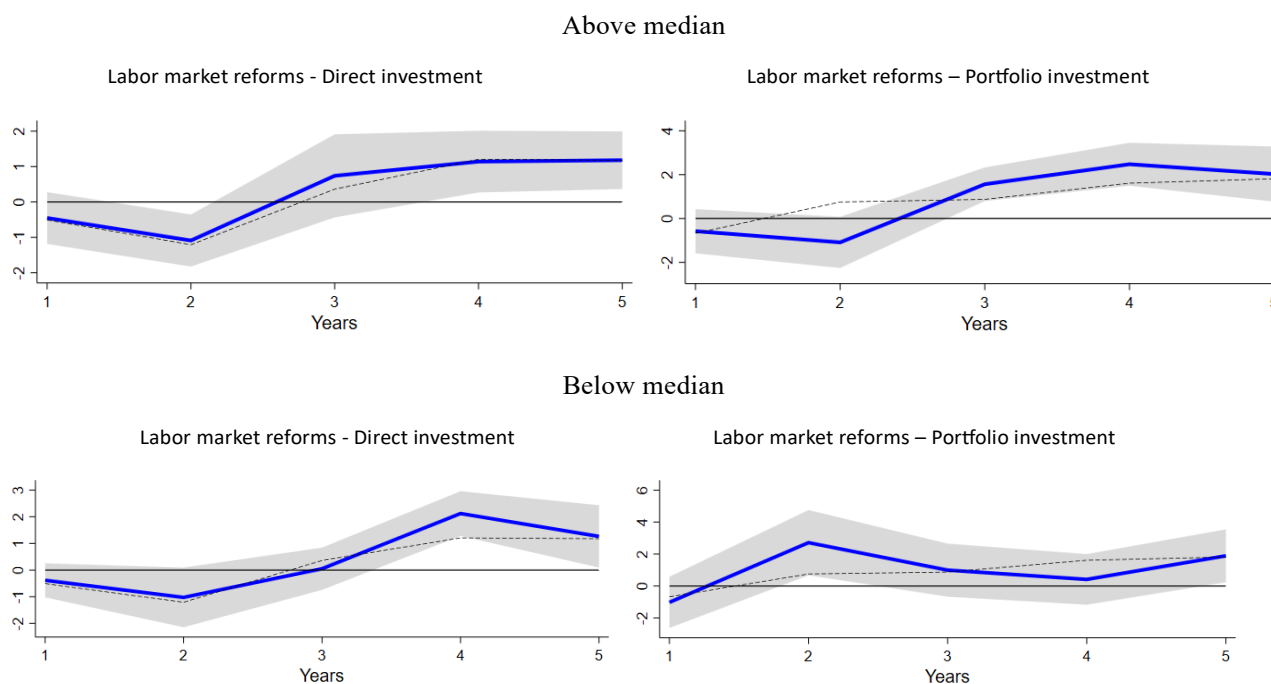 Above median
Labor market reforms - Direct investment
2
1
0
-1
-2
1 2 3 4 5
Years
Labor market reforms – Portfolio investment
4
2
0
-2
1 2 3 4 5
Years
Below median
Labor market reforms - Direct investment
3
2
1
0
-1
-2
1 2 3 4 5
Years
Labor market reforms – Portfolio investment
6
4
2
0
-2
1 2 3 4 5
Years